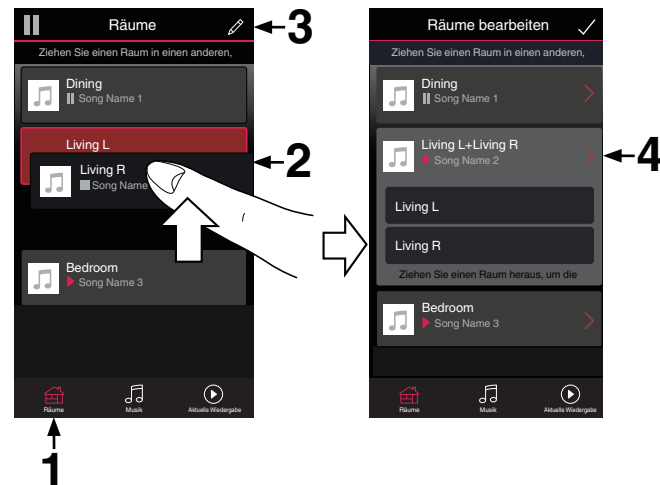 Räume
3
Ziehen Sie einen Raum in einen anderen,
Dining
Song Name 1
Living L
Living R
Song Name
2
Bedroom
Song Name 3
Räume
Musik
Aktuelle Wiedergabe
1
Räume bearbeiten
Ziehen Sie einen Raum in einen anderen,
Dining
Song Name 1
Living L+Living R
Song Name 2
4
Living L
Living R
Ziehen Sie einen Raum heraus, um die
Bedroom
Song Name 3
Räume
Musik
Aktuelle Wiedergabe